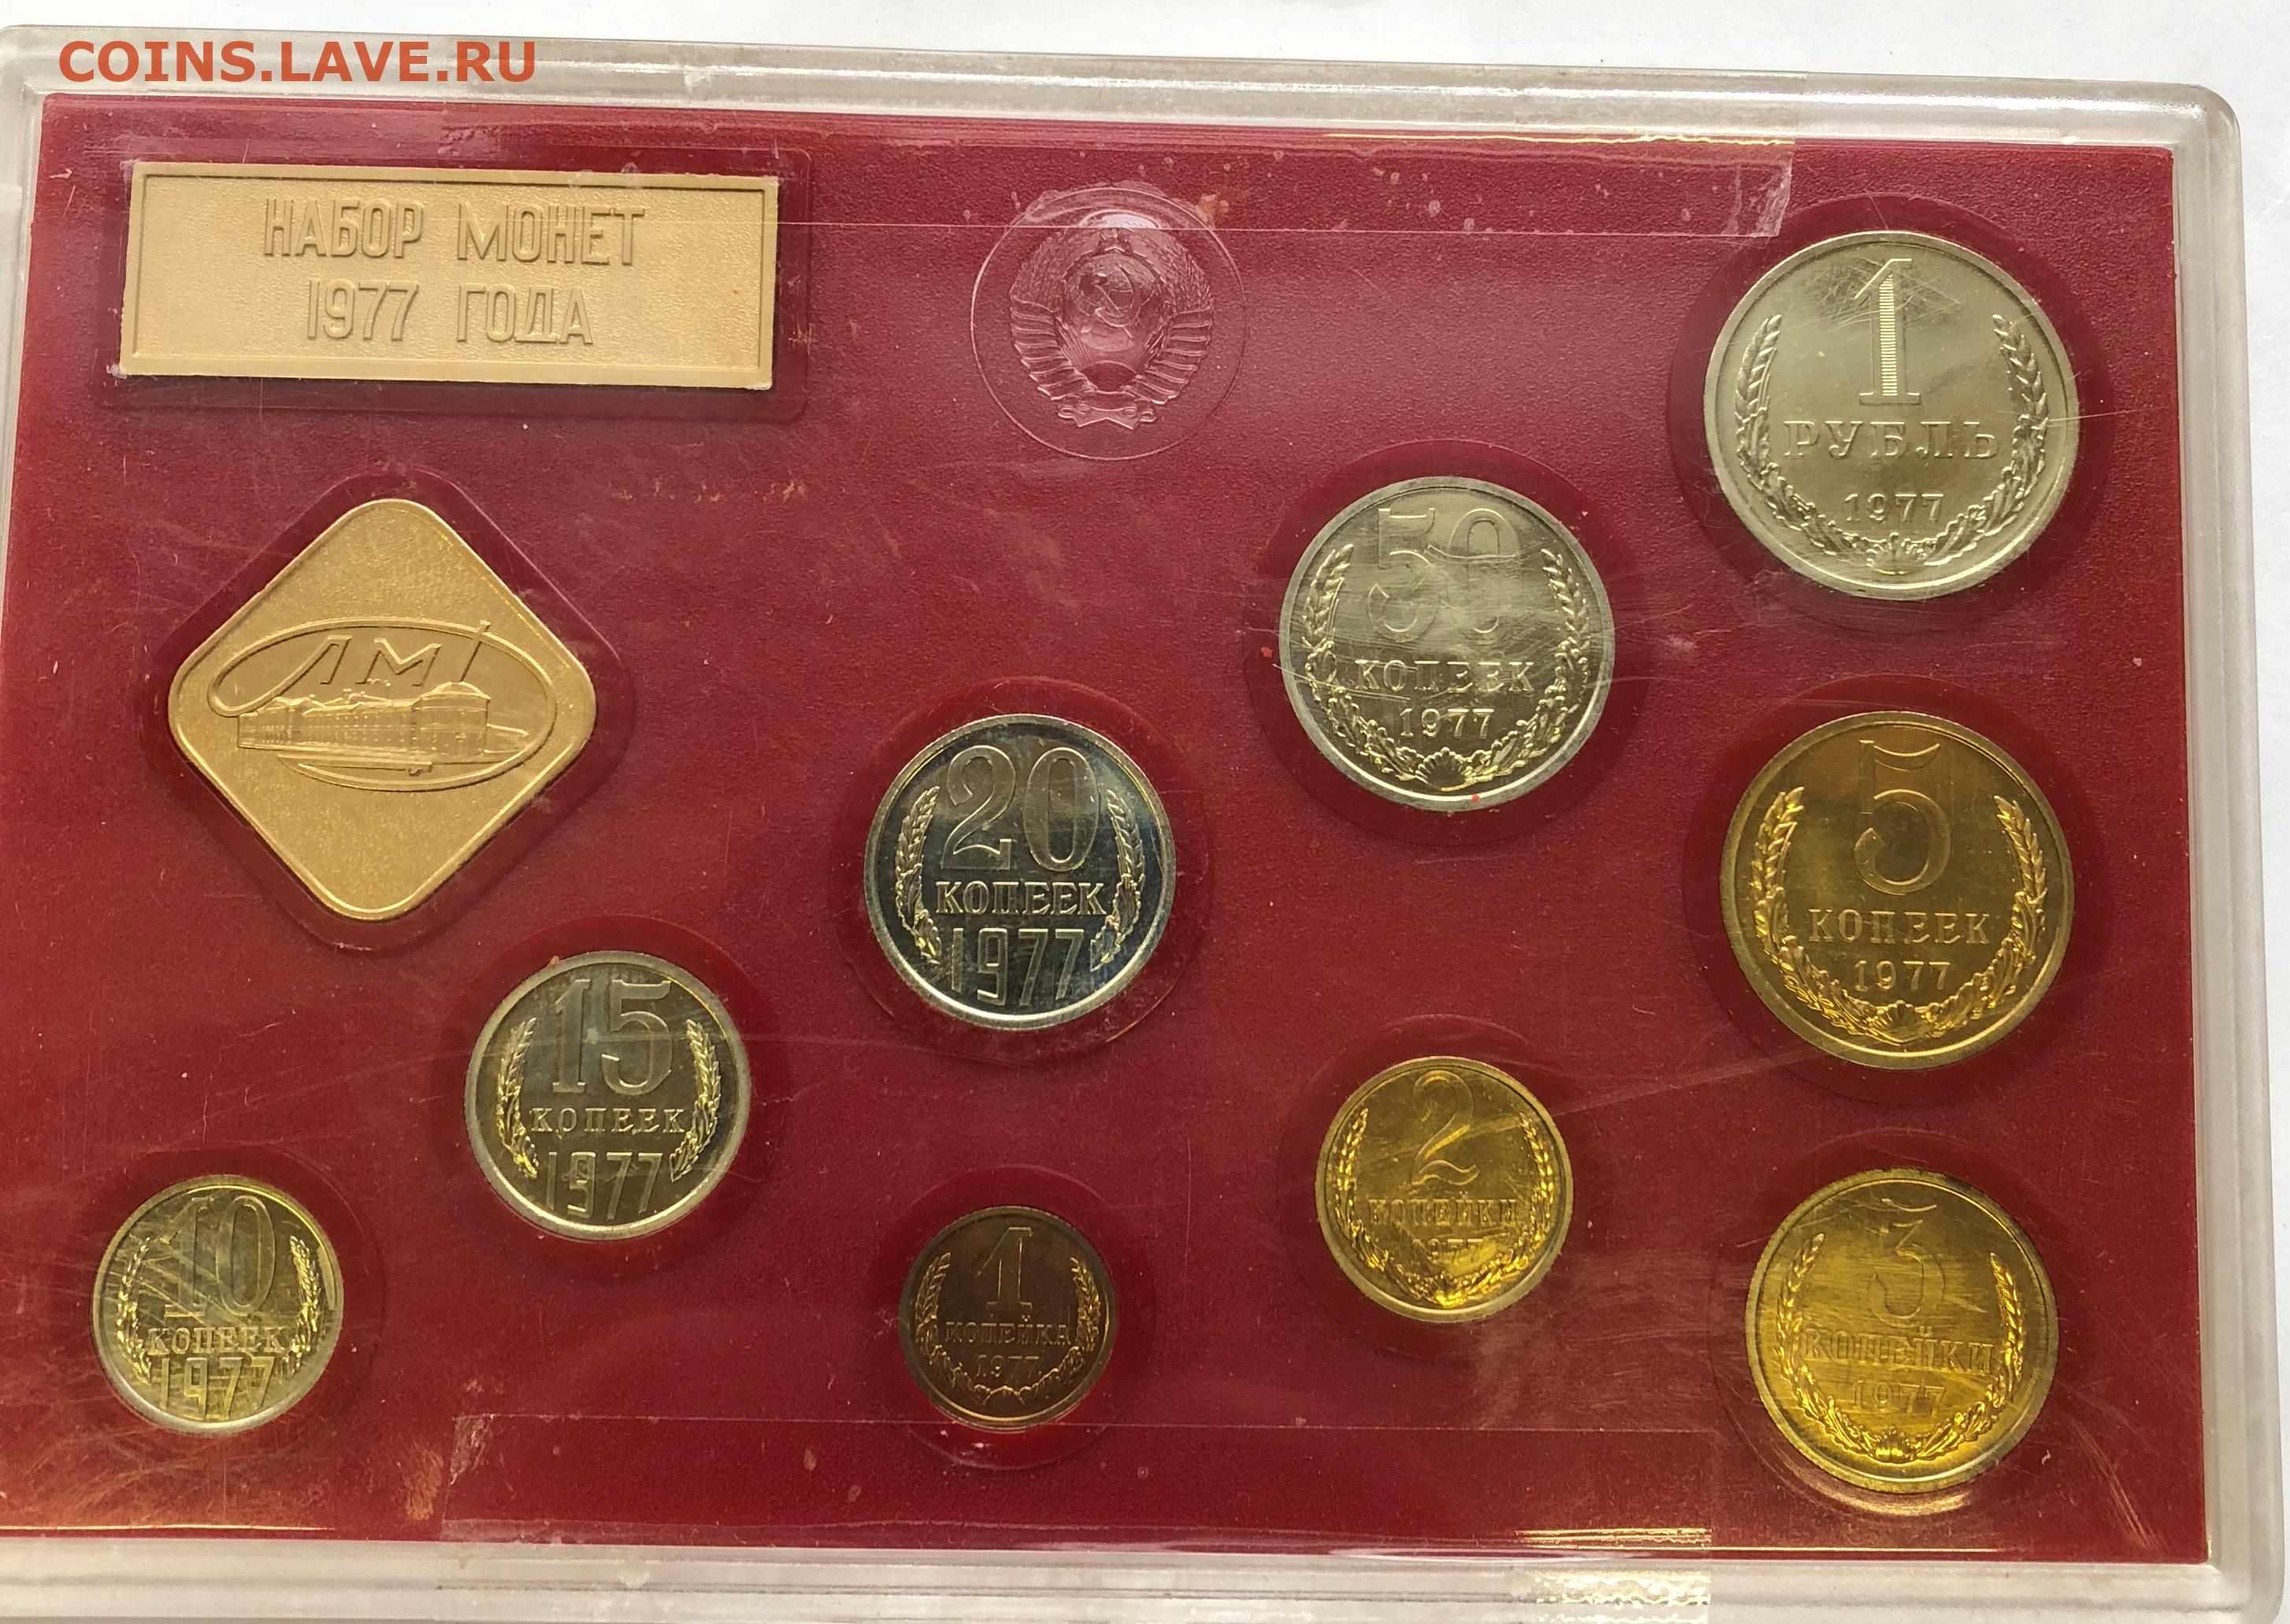 COINS.LAVE.RU
НАБОР МОНЕТ
1977 ГОДА
ЛМД
1
РУБЛЬ
1977
50
КОПЕЕК
1977
20
КОПЕЕК
1977
5
КОПЕЕК
1977
15
КОПЕЕК
1977
2
КОПЕЙКИ
1977
10
КОПЕЕК
1977
1
КОПЕЙКА
1977
3
КОПЕЙКИ
1977